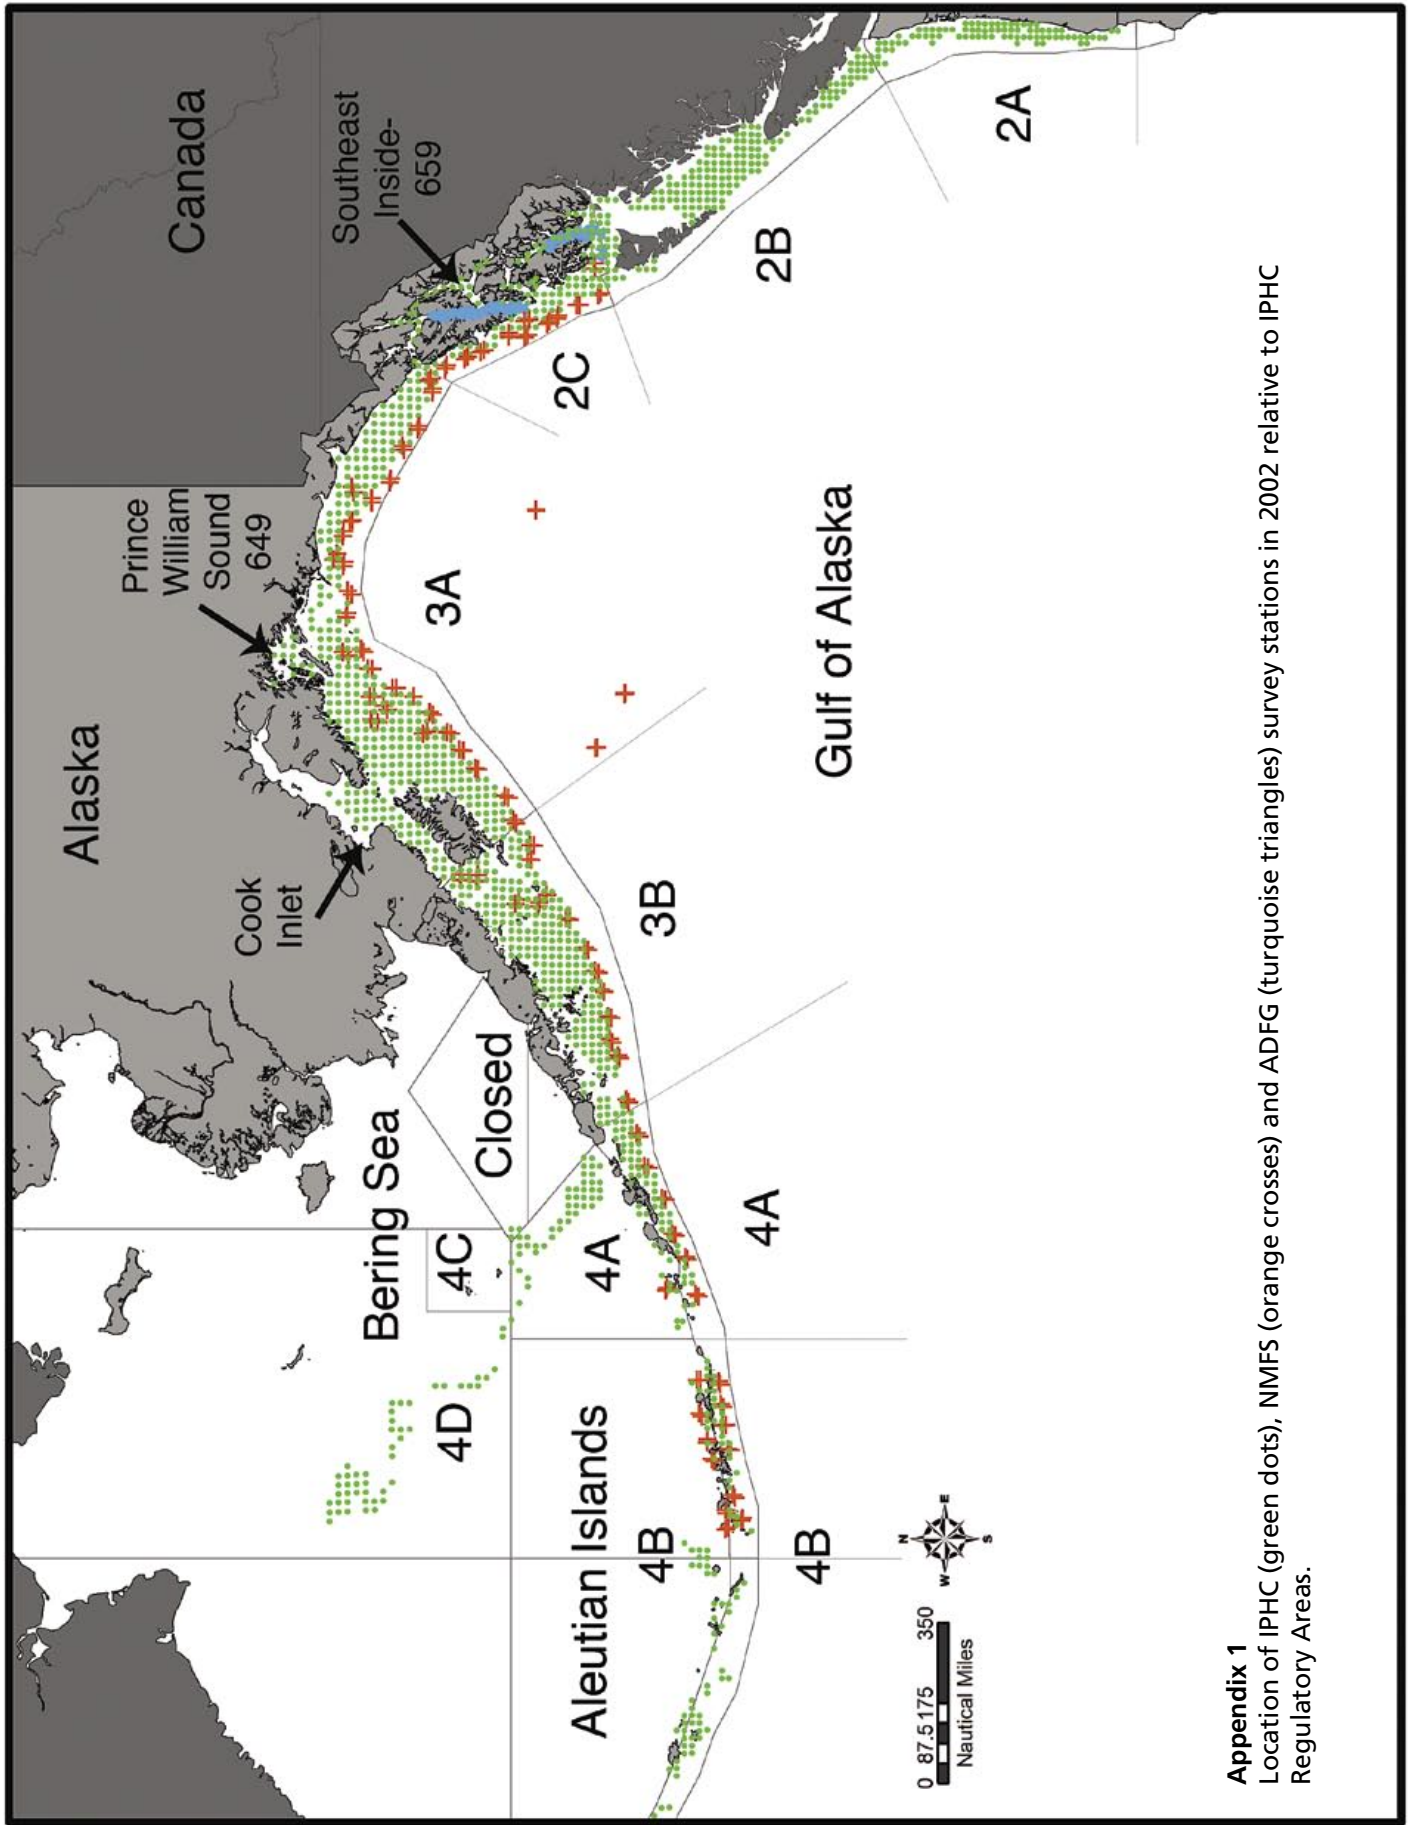 Alaska
Canada
Prince
William
Sound
649
Southeast
Inside-
659
Cook
Inlet
Bering Sea
Closed
4C
4D
4A
Aleutian Islands
4B
4B
4A
3B
3A
2C
2B
2A
Gulf of Alaska
N
W
E
S
0 87.5 175 350
Nautical Miles
Appendix 1
Location of IPHC (green dots), NMFS (orange crosses) and ADFG (turquoise triangles) survey stations in 2002 relative to IPHC
Regulatory Areas.